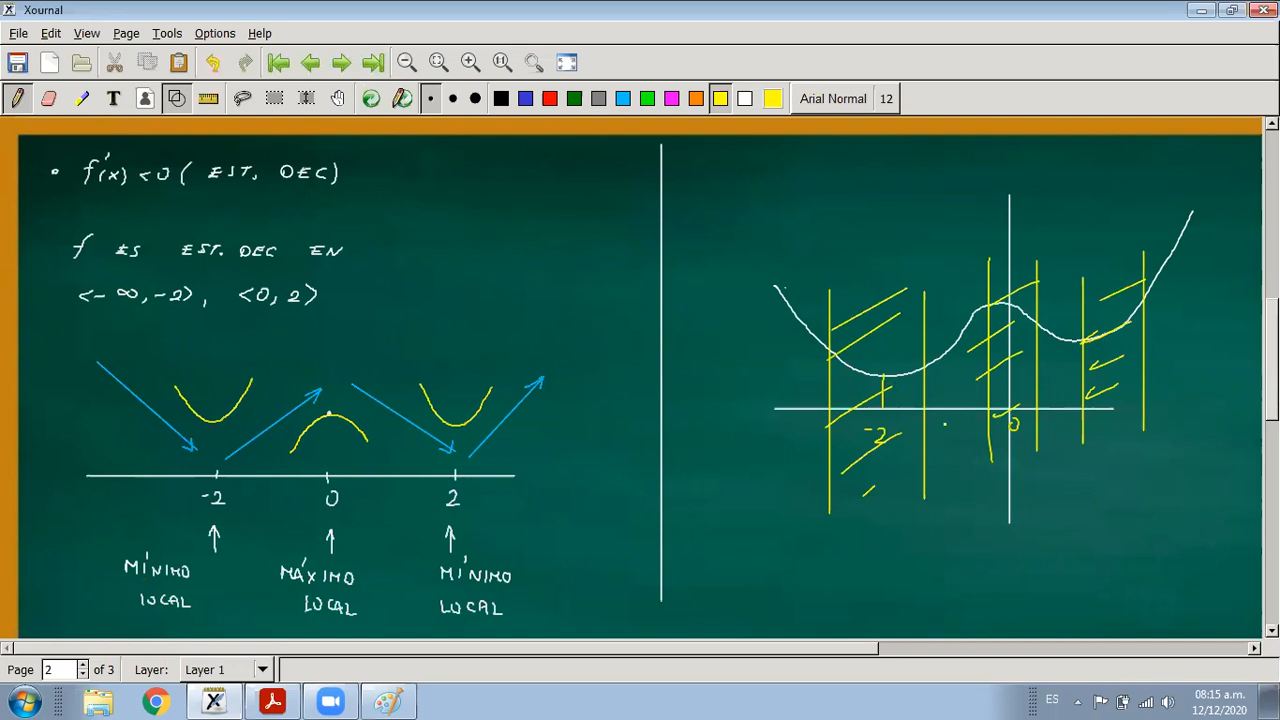 Xournal
File Edit View Page Tools Options Help
Arial Normal 12
• f'(x) <0 ( EST. DEC)
f ES EST. DEC EN
<-∞,-2>, <0,2>
-2 0 2
MÍNIMO MÁXIMO MÍNIMO
LOCAL LOCAL LOCAL
-2 0
Page 2 of 3 Layer: Layer 1
ES 08:15 a.m.
12/12/2020